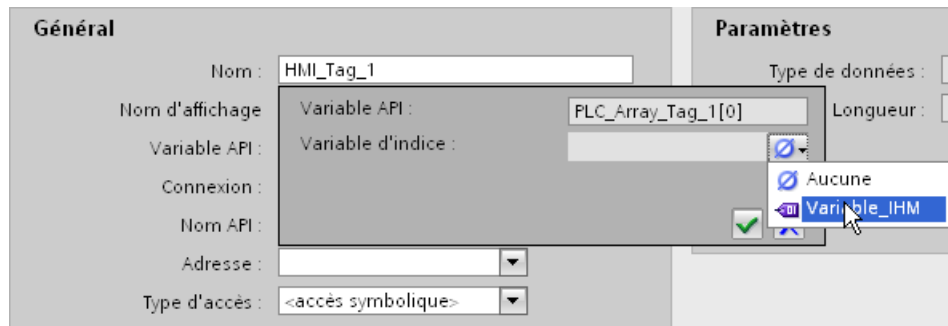 Général
Paramètres
Nom :
HMI_Tag_1
Type de données :
Nom d'affichage
Variable API :
PLC_Array_Tag_1[0]
Longueur :
Variable API :
Variable d'indice :
Connexion :
Aucune
Variable_IHM
Nom API :
Adresse :
Type d'accès :
<accès symbolique>